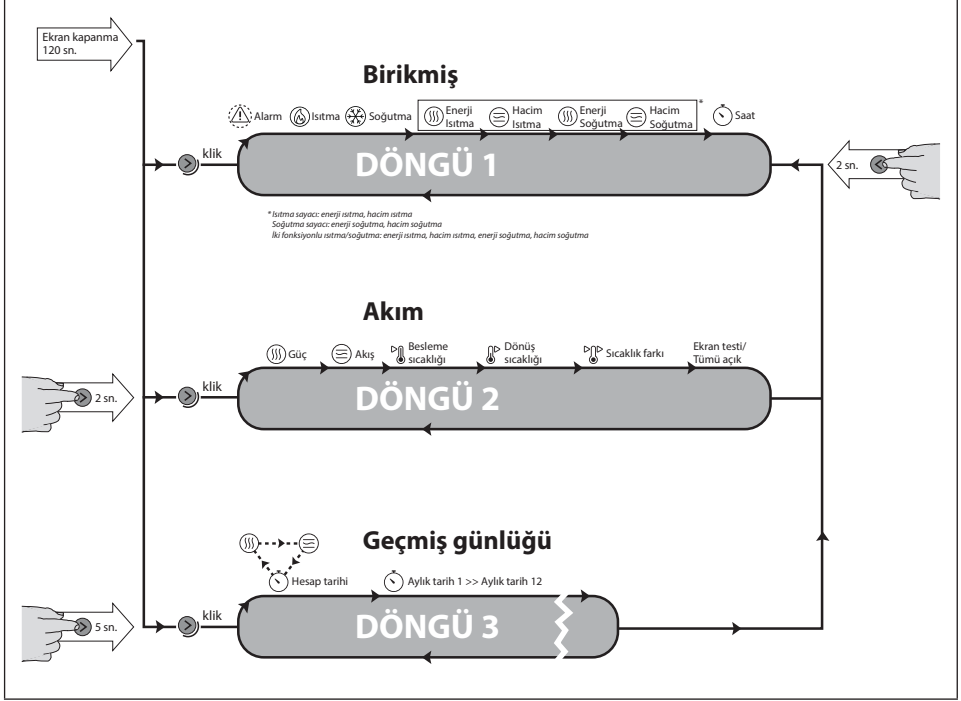 Ekran kapanma
120 sn.
Birikmiş
Alarm
Isıtma
Soğutma
Enerji
Isıtma
Hacim
Isıtma
Enerji
Soğutma
Hacim
Soğutma
*
Saat
klik
DÖNGÜ 1
2 sn.
* Isıtma sayacı: enerji ısıtma, hacim ısıtma
Soğutma sayacı: enerji soğutma, hacim soğutma
İki fonksiyonlu ısıtma/soğutma: enerji ısıtma, hacim ısıtma, enerji soğutma, hacim soğutma
Akım
Güç
Akış
Besleme
sıcaklığı
Dönüş
sıcaklığı
Sıcaklık farkı
Ekran testi/
Tümü açık
2 sn.
klik
DÖNGÜ 2
Geçmiş günlüğü
Hesap tarihi
Aylık tarih 1 >> Aylık tarih 12
5 sn.
klik
DÖNGÜ 3